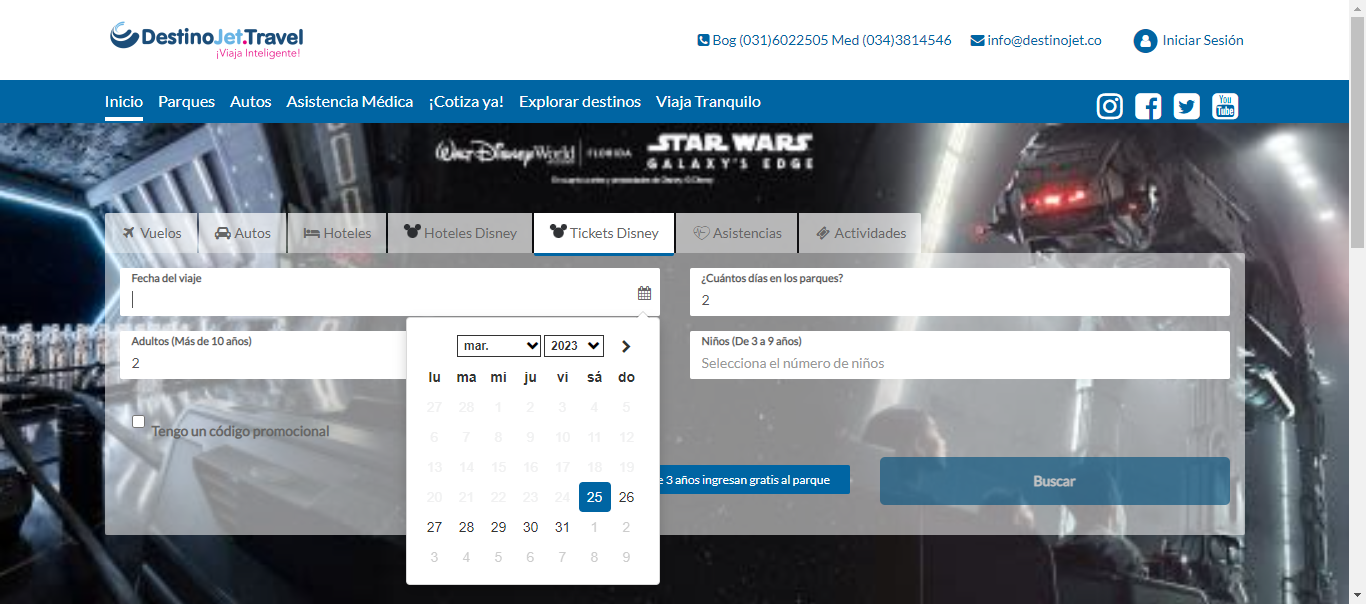 DestinoJet.Travel
¡Viaja Inteligente!
Bog (031)6022505 Med (034)3814546
info@destinojet.co
Iniciar Sesión
Inicio Parques Autos Asistencia Médica ¡Cotiza ya! Explorar destinos Viaja Tranquilo
You
Tube
Walt Disney World FLORIDA
STAR WARS
GALAXY'S EDGE
Vuelos Autos Hoteles Hoteles Disney Tickets Disney Asistencias Actividades
Fecha del viaje
¿Cuántos días en los parques?
2
Adultos (Más de 10 años)
2
Niños (De 3 a 9 años)
Selecciona el número de niños
mar. 2023
lu ma mi ju vi sá do
27 28 1 2 3 4 5
6 7 8 9 10 11 12
13 14 15 16 17 18 19
20 21 22 23 24 25 26
27 28 29 30 31 1 2
3 4 5 6 7 8 9
Tengo un código promocional
3 años ingresan gratis al parque
Buscar